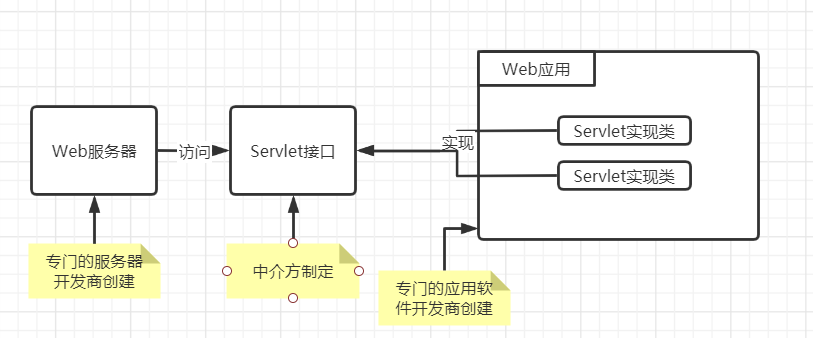 Web应用
Servlet实现类
Servlet实现类
Web服务器
访问
Servlet接口
实现
专门的服务器
开发商创建
中介方制定
专门的应用软
件开发商创建